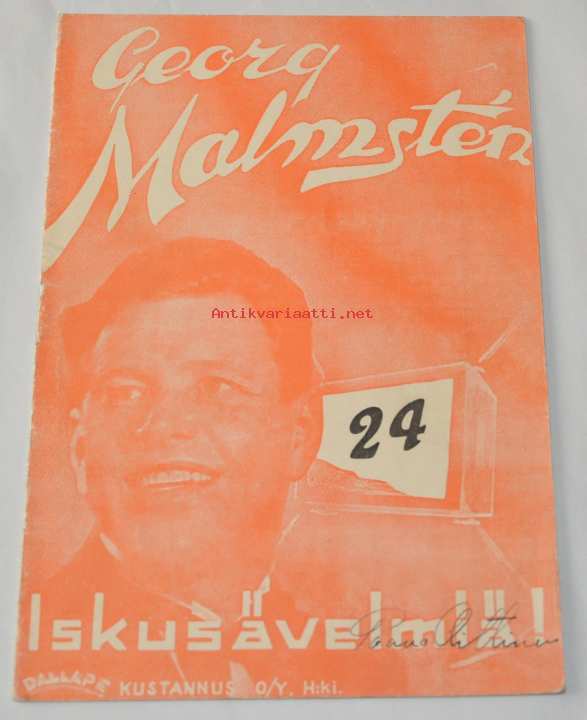 Georg
Malmstén
Antikvariaatti.net
24
Iskusävelmiä!
DALLAPÉ KUSTANNUS O/Y, H:ki.